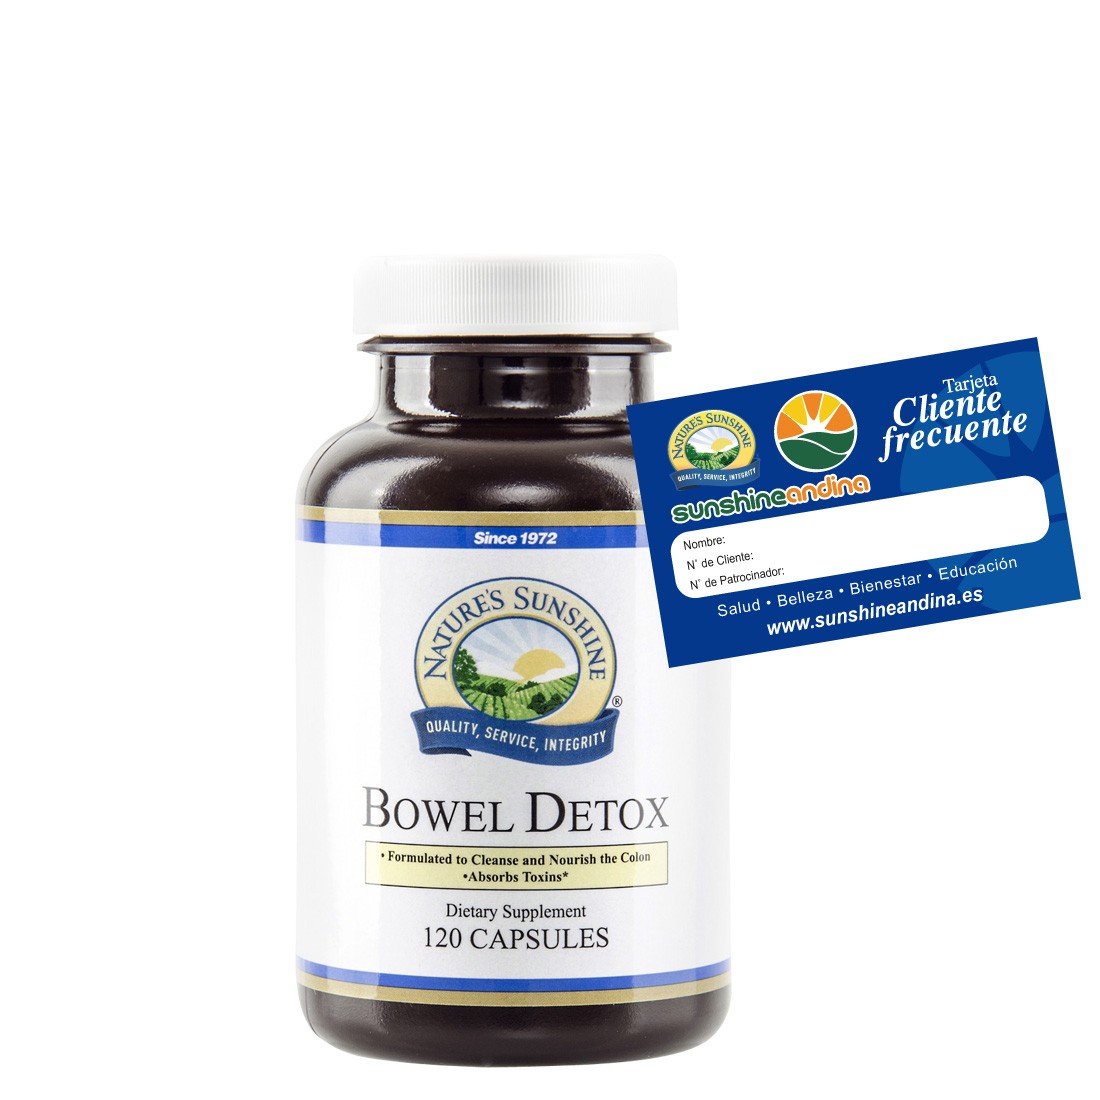 Since 1972
NATURE'S SUNSHINE
®
QUALITY, SERVICE, INTEGRITY
BOWEL DETOX
• Formulated to Cleanse and Nourish the Colon
•Absorbs Toxins*
Dietary Supplement
120 CAPSULES
NATURE'S SUNSHINE
QUALITY, SERVICE, INTEGRITY
sunshineandina
Tarjeta
Cliente
frecuente
Nombre:
N° de Cliente:
N° de Patrocinador:
Salud • Belleza • Bienestar • Educación
www.sunshineandina.es